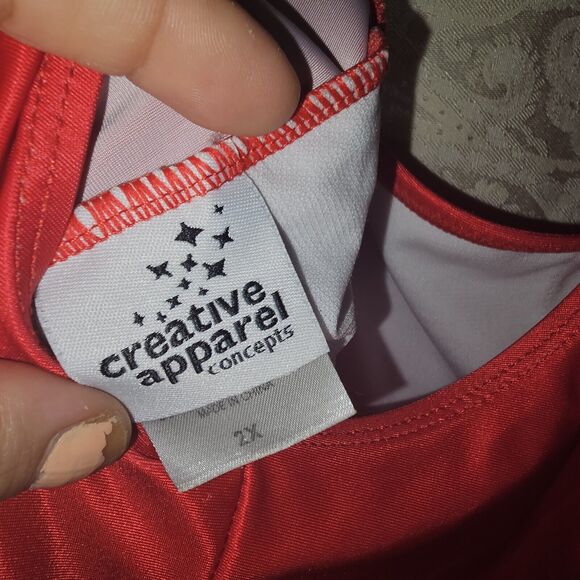 creative
apparel
concepts
MADE IN CHINA
2X